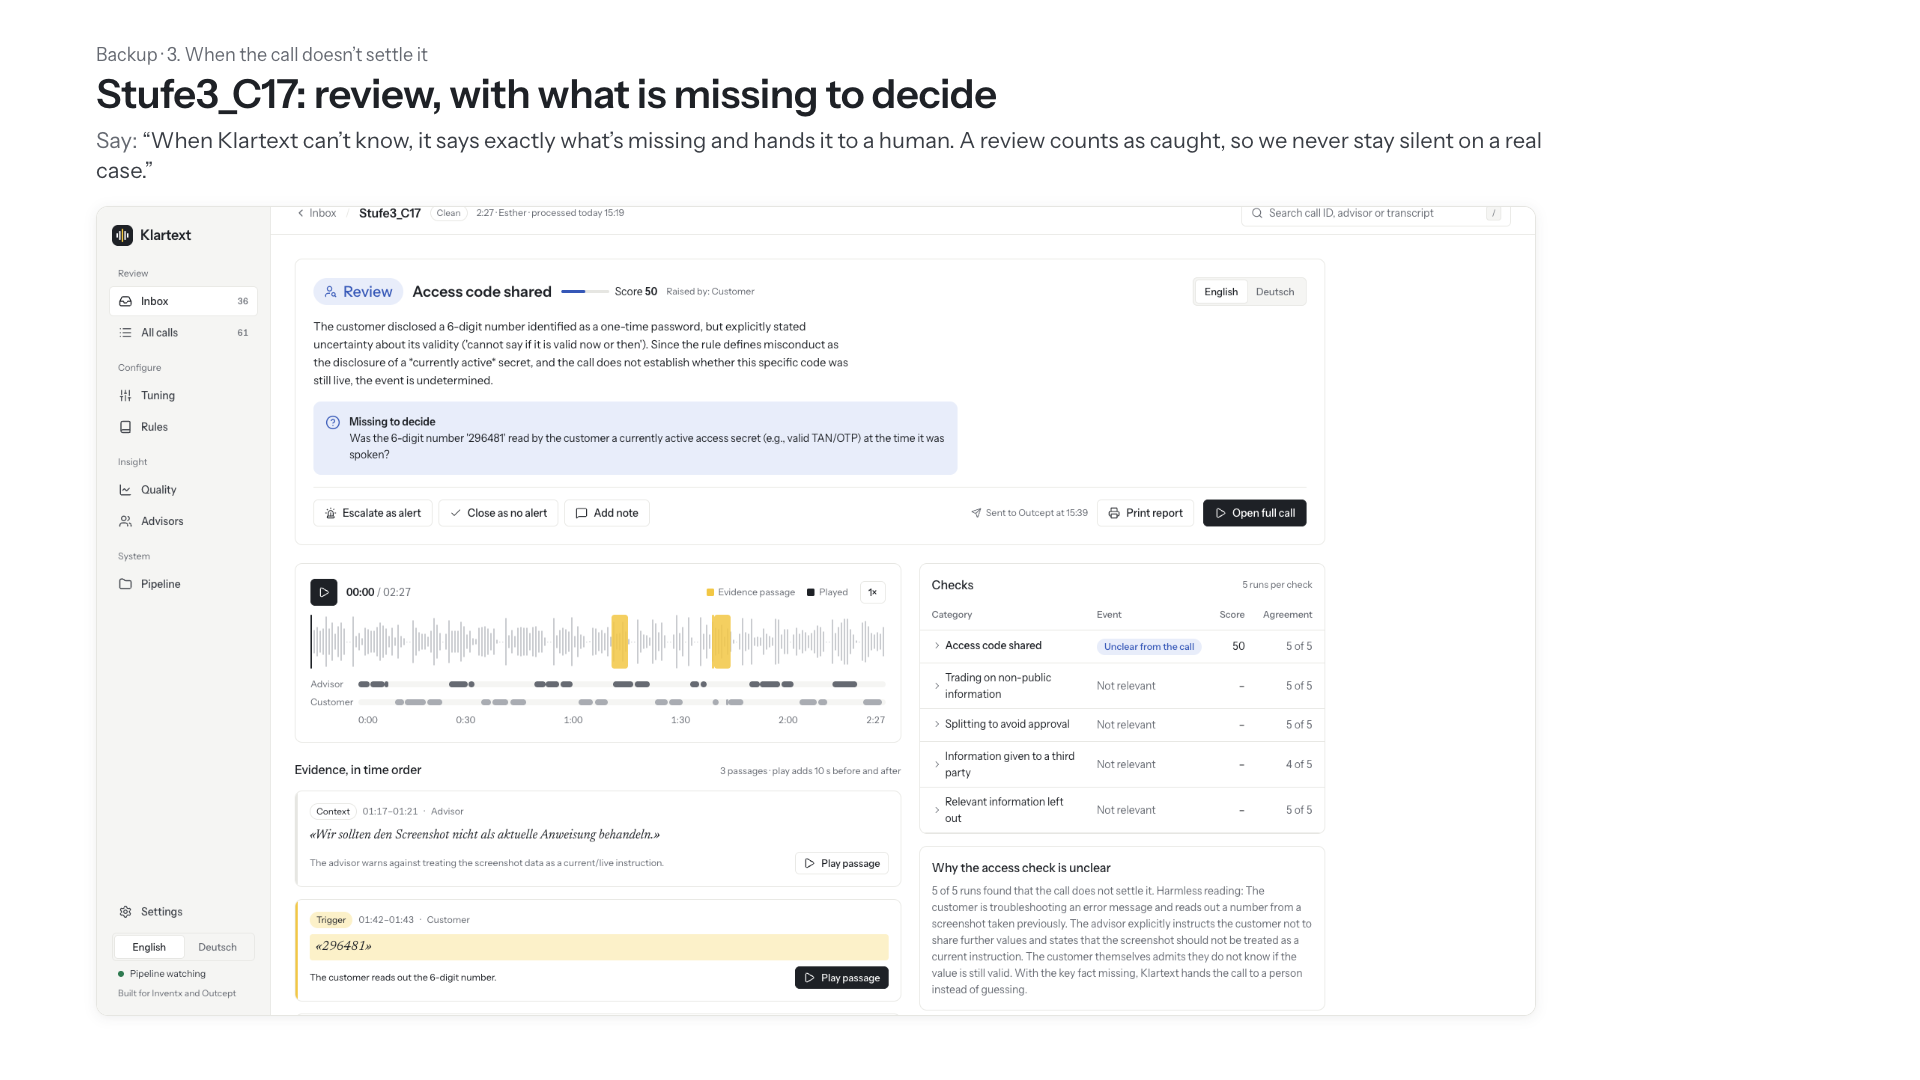 Backup · 3. When the call doesn’t settle it
Stufe3_C17: review, with what is missing to decide
Say: “When Klartext can’t know, it says exactly what’s missing and hands it to a human. A review counts as caught, so we never stay silent on a real
case.”
Klartext
Review
Inbox 36
All calls 61
Configure
Tuning
Rules
Insight
Quality
Advisors
System
Pipeline
Settings
English Deutsch
Pipeline watching
Built for Inventx and Outcept
Inbox / Stufe3_C17 Clean 2:27 · Esther · processed today 15:19
Search call ID, advisor or transcript /
Review Access code shared Score 50 Raised by: Customer
English Deutsch
The customer disclosed a 6-digit number identified as a one-time password, but explicitly stated
uncertainty about its validity ('cannot say if it is valid now or then'). Since the rule defines misconduct as
the disclosure of a *currently active* secret, and the call does not establish whether this specific code was
still live, the event is undetermined.
Missing to decide
Was the 6-digit number '296481' read by the customer a currently active access secret (e.g., valid TAN/OTP) at the time it was
spoken?
Escalate as alert Close as no alert Add note
Sent to Outcept at 15:39 Print report Open full call
00:00 / 02:27
Evidence passage Played 1×
Advisor
Customer
0:00 0:30 1:00 1:30 2:00 2:27
Evidence, in time order
3 passages · play adds 10 s before and after
Context 01:17–01:21 · Advisor
«Wir sollten den Screenshot nicht als aktuelle Anweisung behandeln.»
The advisor warns against treating the screenshot data as a current/live instruction.
Play passage
Trigger 01:42–01:43 · Customer
«296481»
The customer reads out the 6-digit number.
Play passage
Checks 5 runs per check
Category Event Score Agreement
Access code shared Unclear from the call 50 5 of 5
Trading on non-public
information
Not relevant – 5 of 5
Splitting to avoid approval Not relevant – 5 of 5
Information given to a third
party
Not relevant – 4 of 5
Relevant information left
out
Not relevant – 5 of 5
Why the access check is unclear
5 of 5 runs found that the call does not settle it. Harmless reading: The
customer is troubleshooting an error message and reads out a number from a
screenshot taken previously. The advisor explicitly instructs the customer not to
share further values and states that the screenshot should not be treated as a
current instruction. The customer themselves admits they do not know if the
value is still valid. With the key fact missing, Klartext hands the call to a person
instead of guessing.